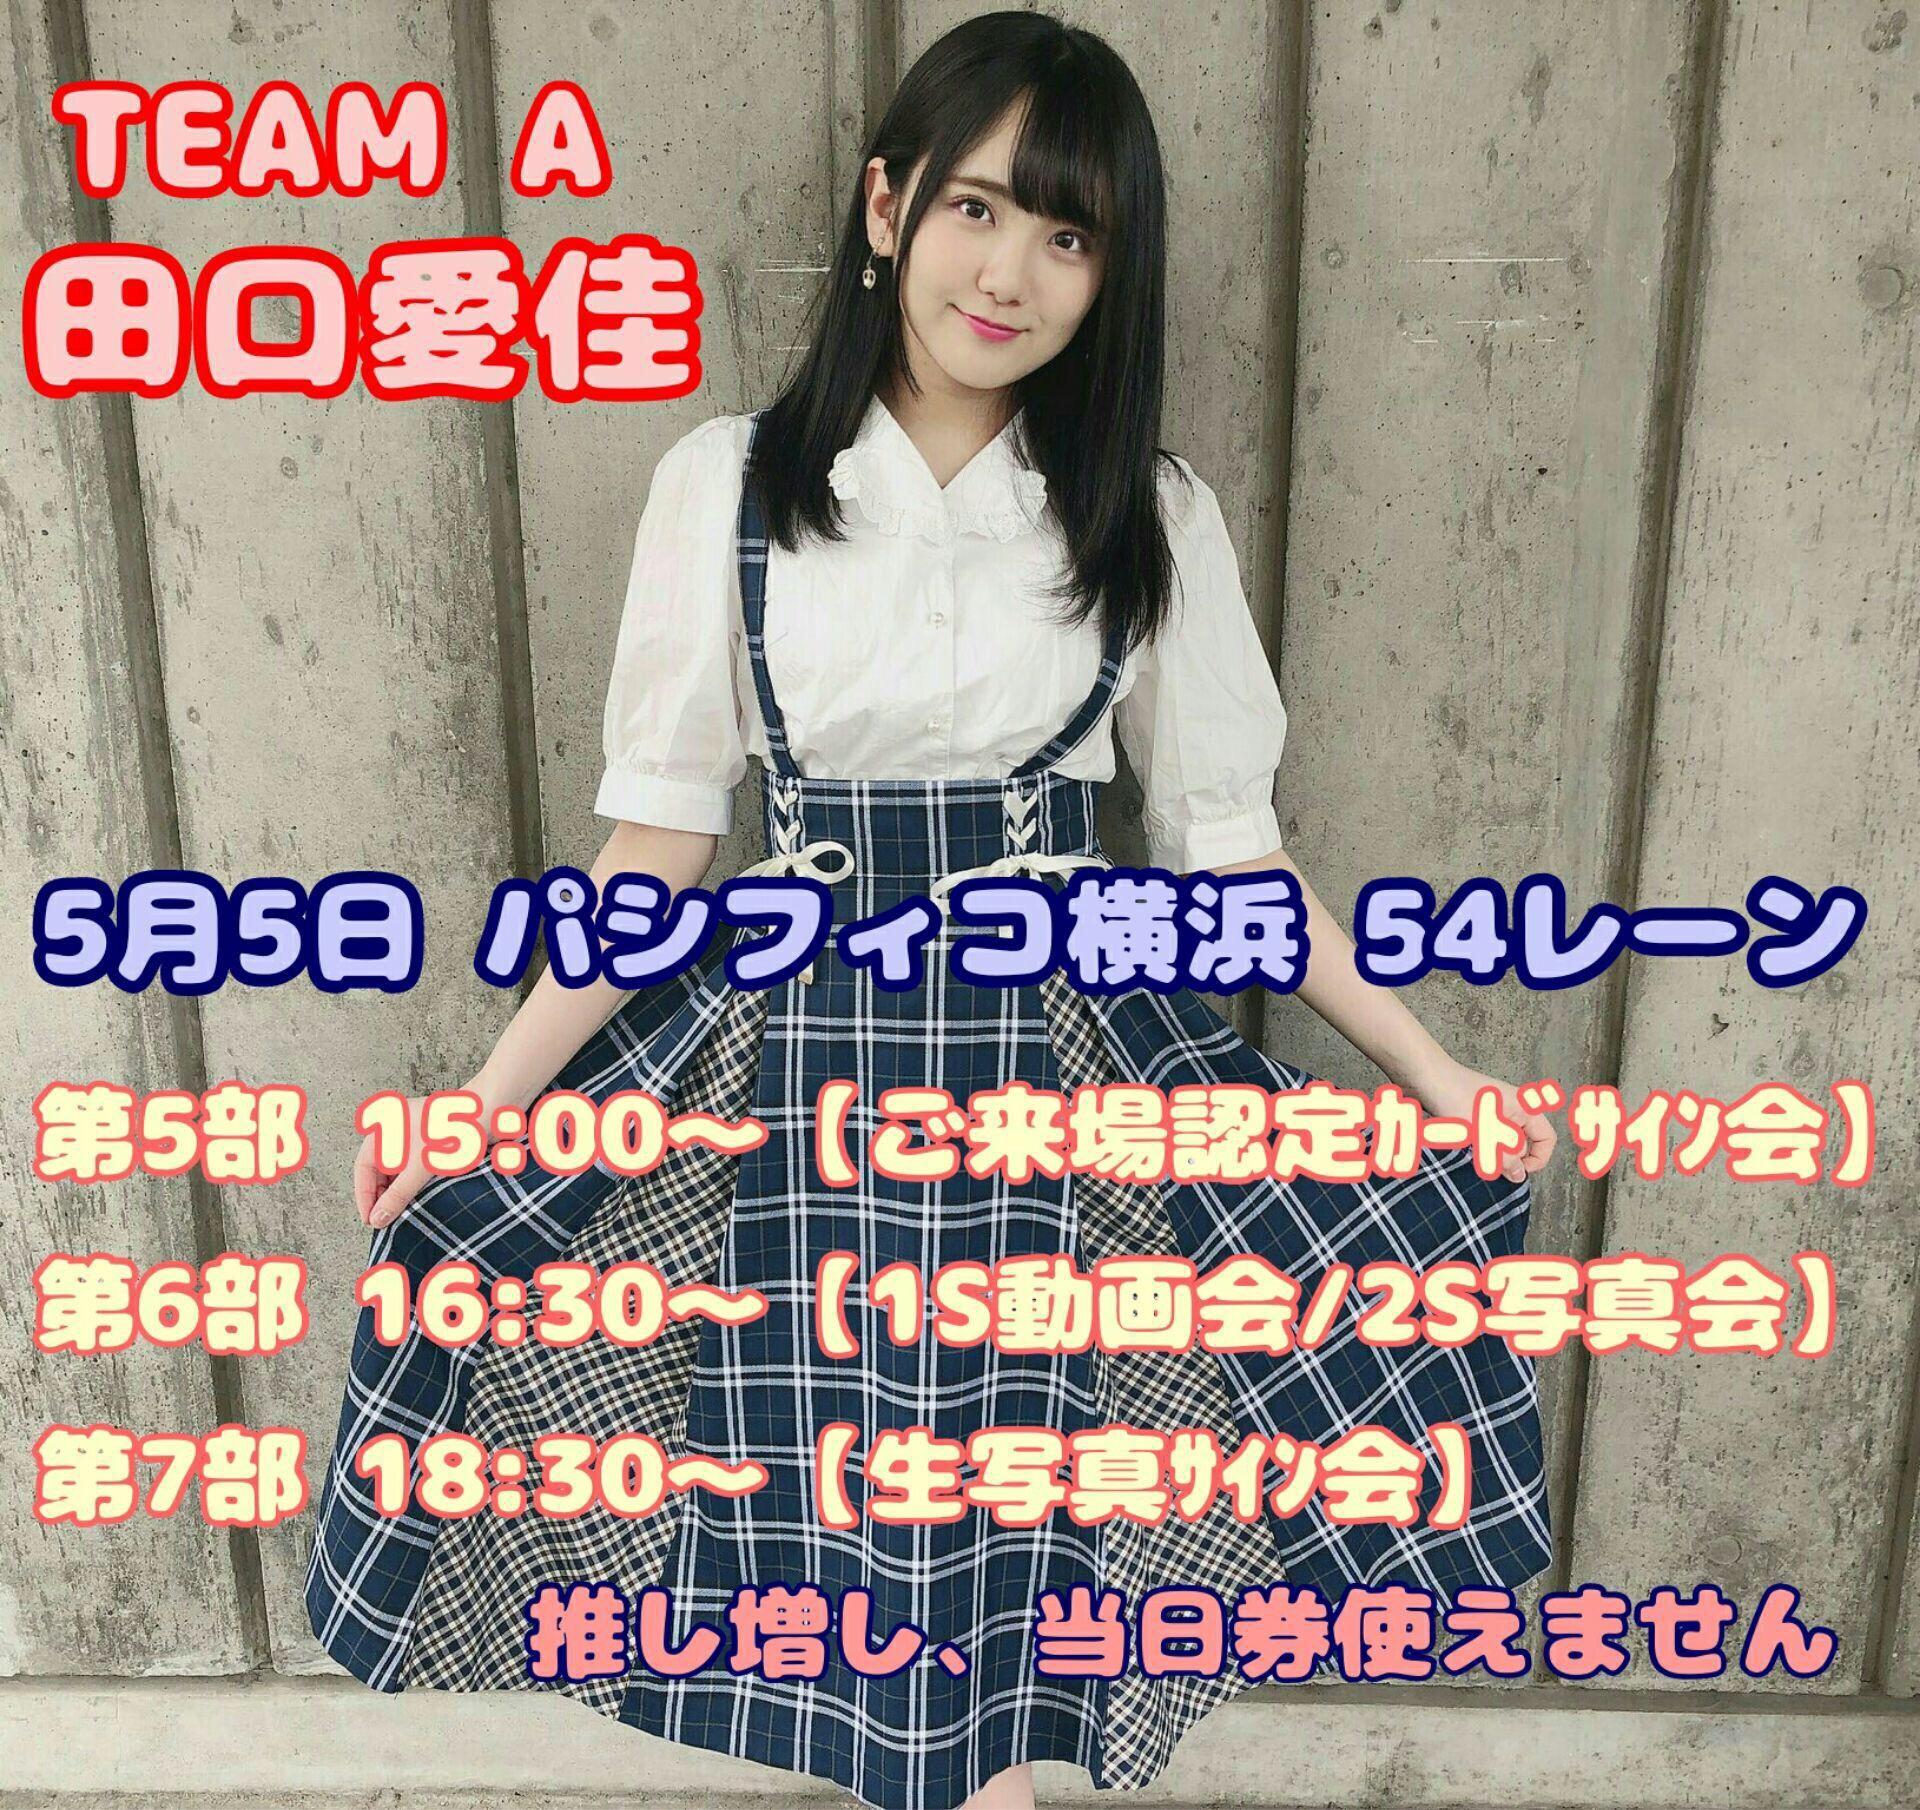 TEAM A
田口愛佳
5月5日 パシフィコ横浜 54レーン
第5部 15:00〜【ご来場認定ｶｰﾄﾞｻｲﾝ会】
第6部 16:30〜【1S動画会/2S写真会】
第7部 18:30〜【生写真ｻｲﾝ会】
推し増し、当日券使えません